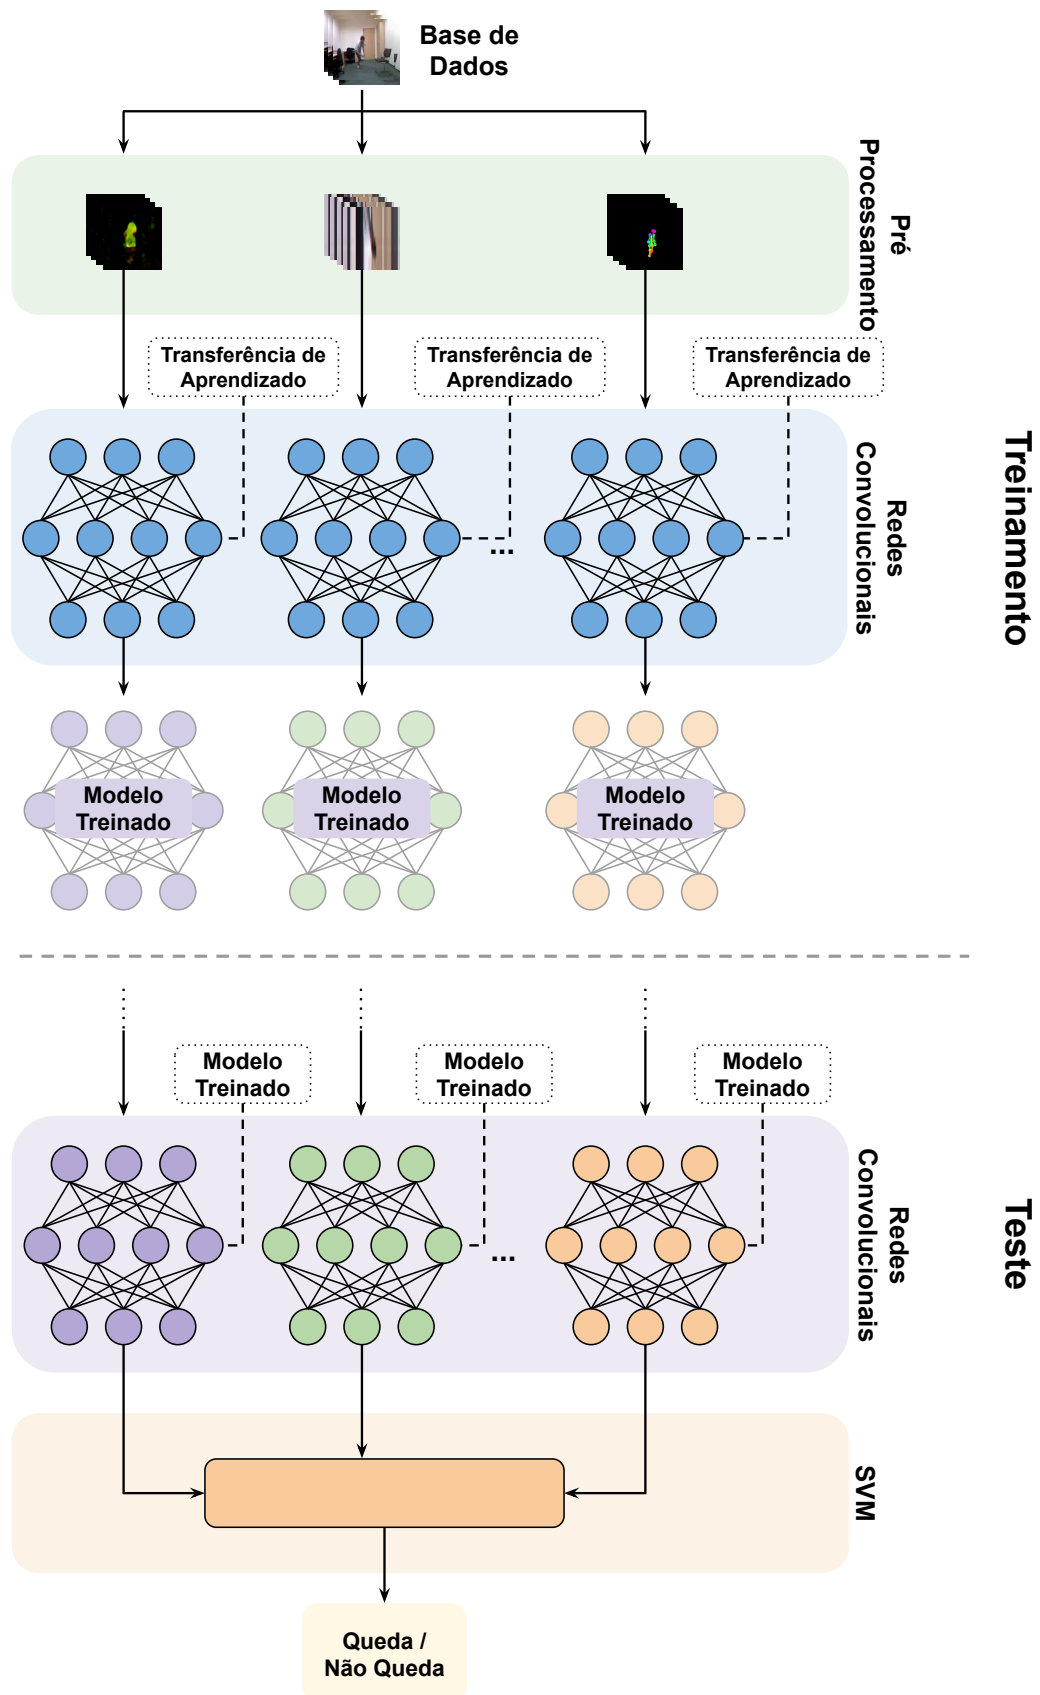 Base de
Dados
Pré
Processamento
Transferência de
Aprendizado
Transferência de
Aprendizado
Transferência de
Aprendizado
Redes
Convolucionais
...
Treinamento
Modelo
Treinado
Modelo
Treinado
Modelo
Treinado
Modelo
Treinado
Modelo
Treinado
Modelo
Treinado
Redes
Convolucionais
...
Teste
SVM
Queda /
Não Queda